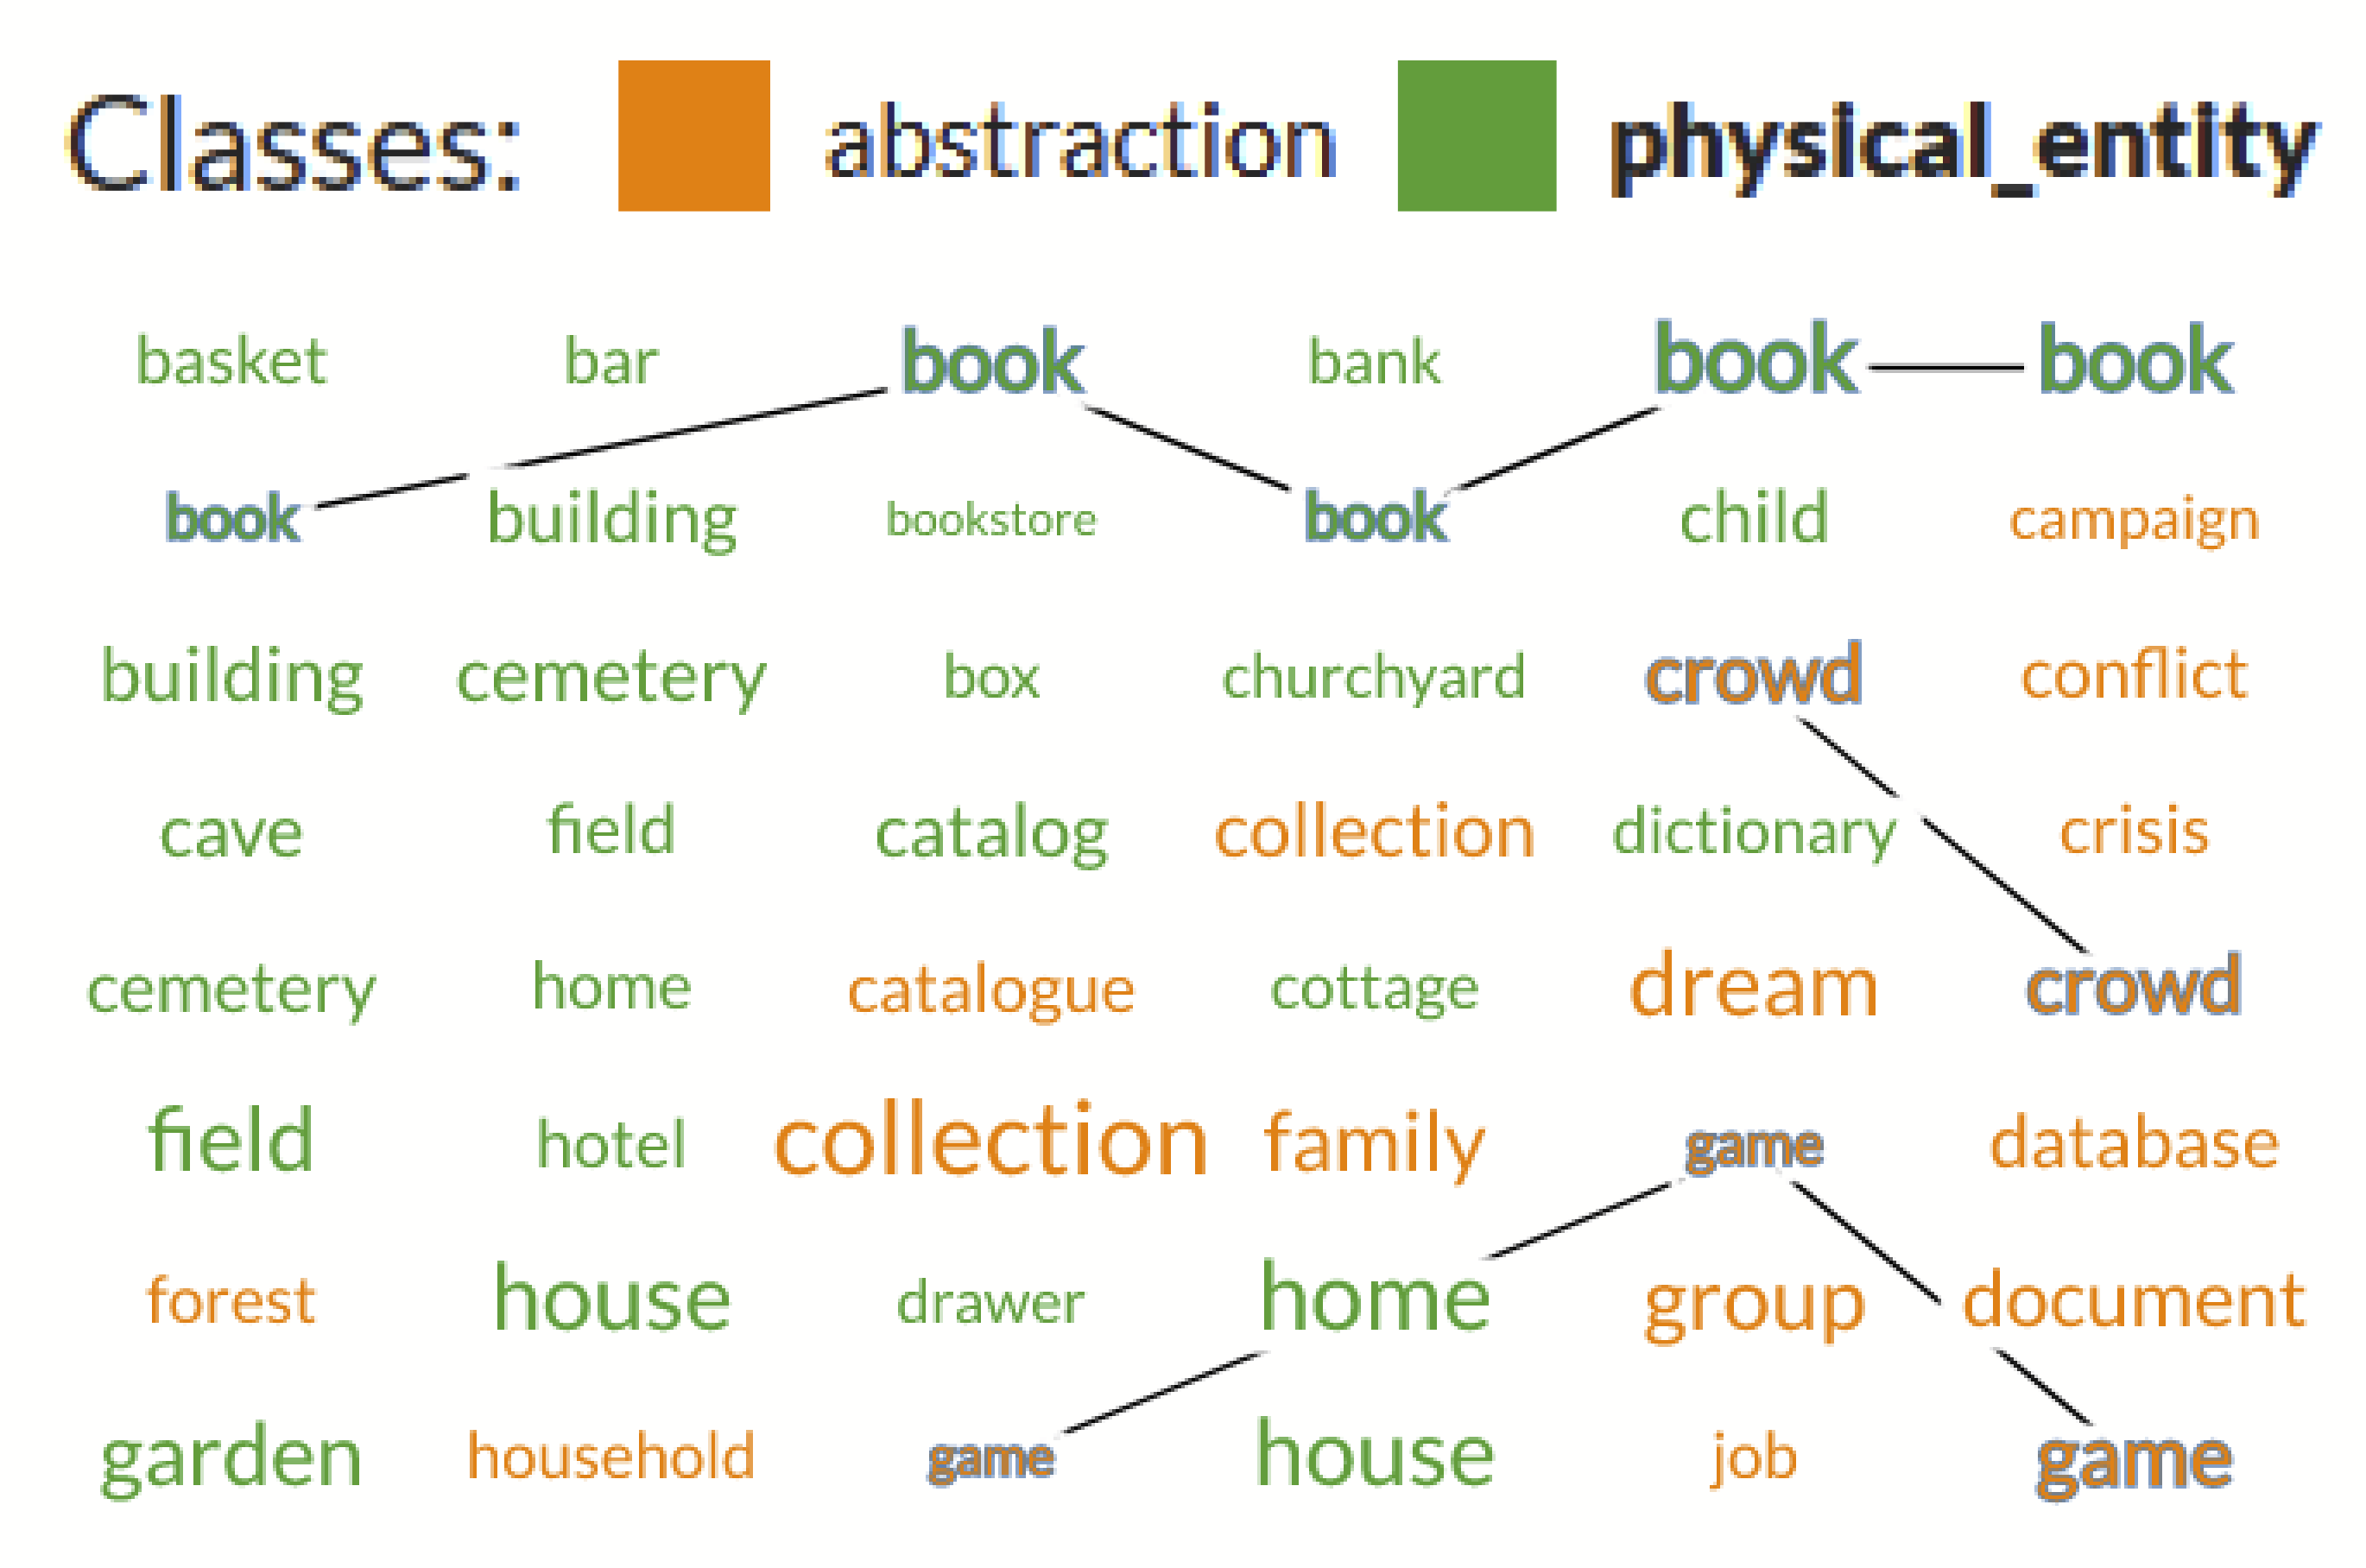 Classes: abstraction physical_entity
basket bar book bank book book
book building bookstore book child campaign
building cemetery box churchyard crowd conflict
cave field catalog collection dictionary crisis
cemetery home catalogue cottage dream crowd
field hotel collection family game database
forest house drawer home group document
garden household game house job game